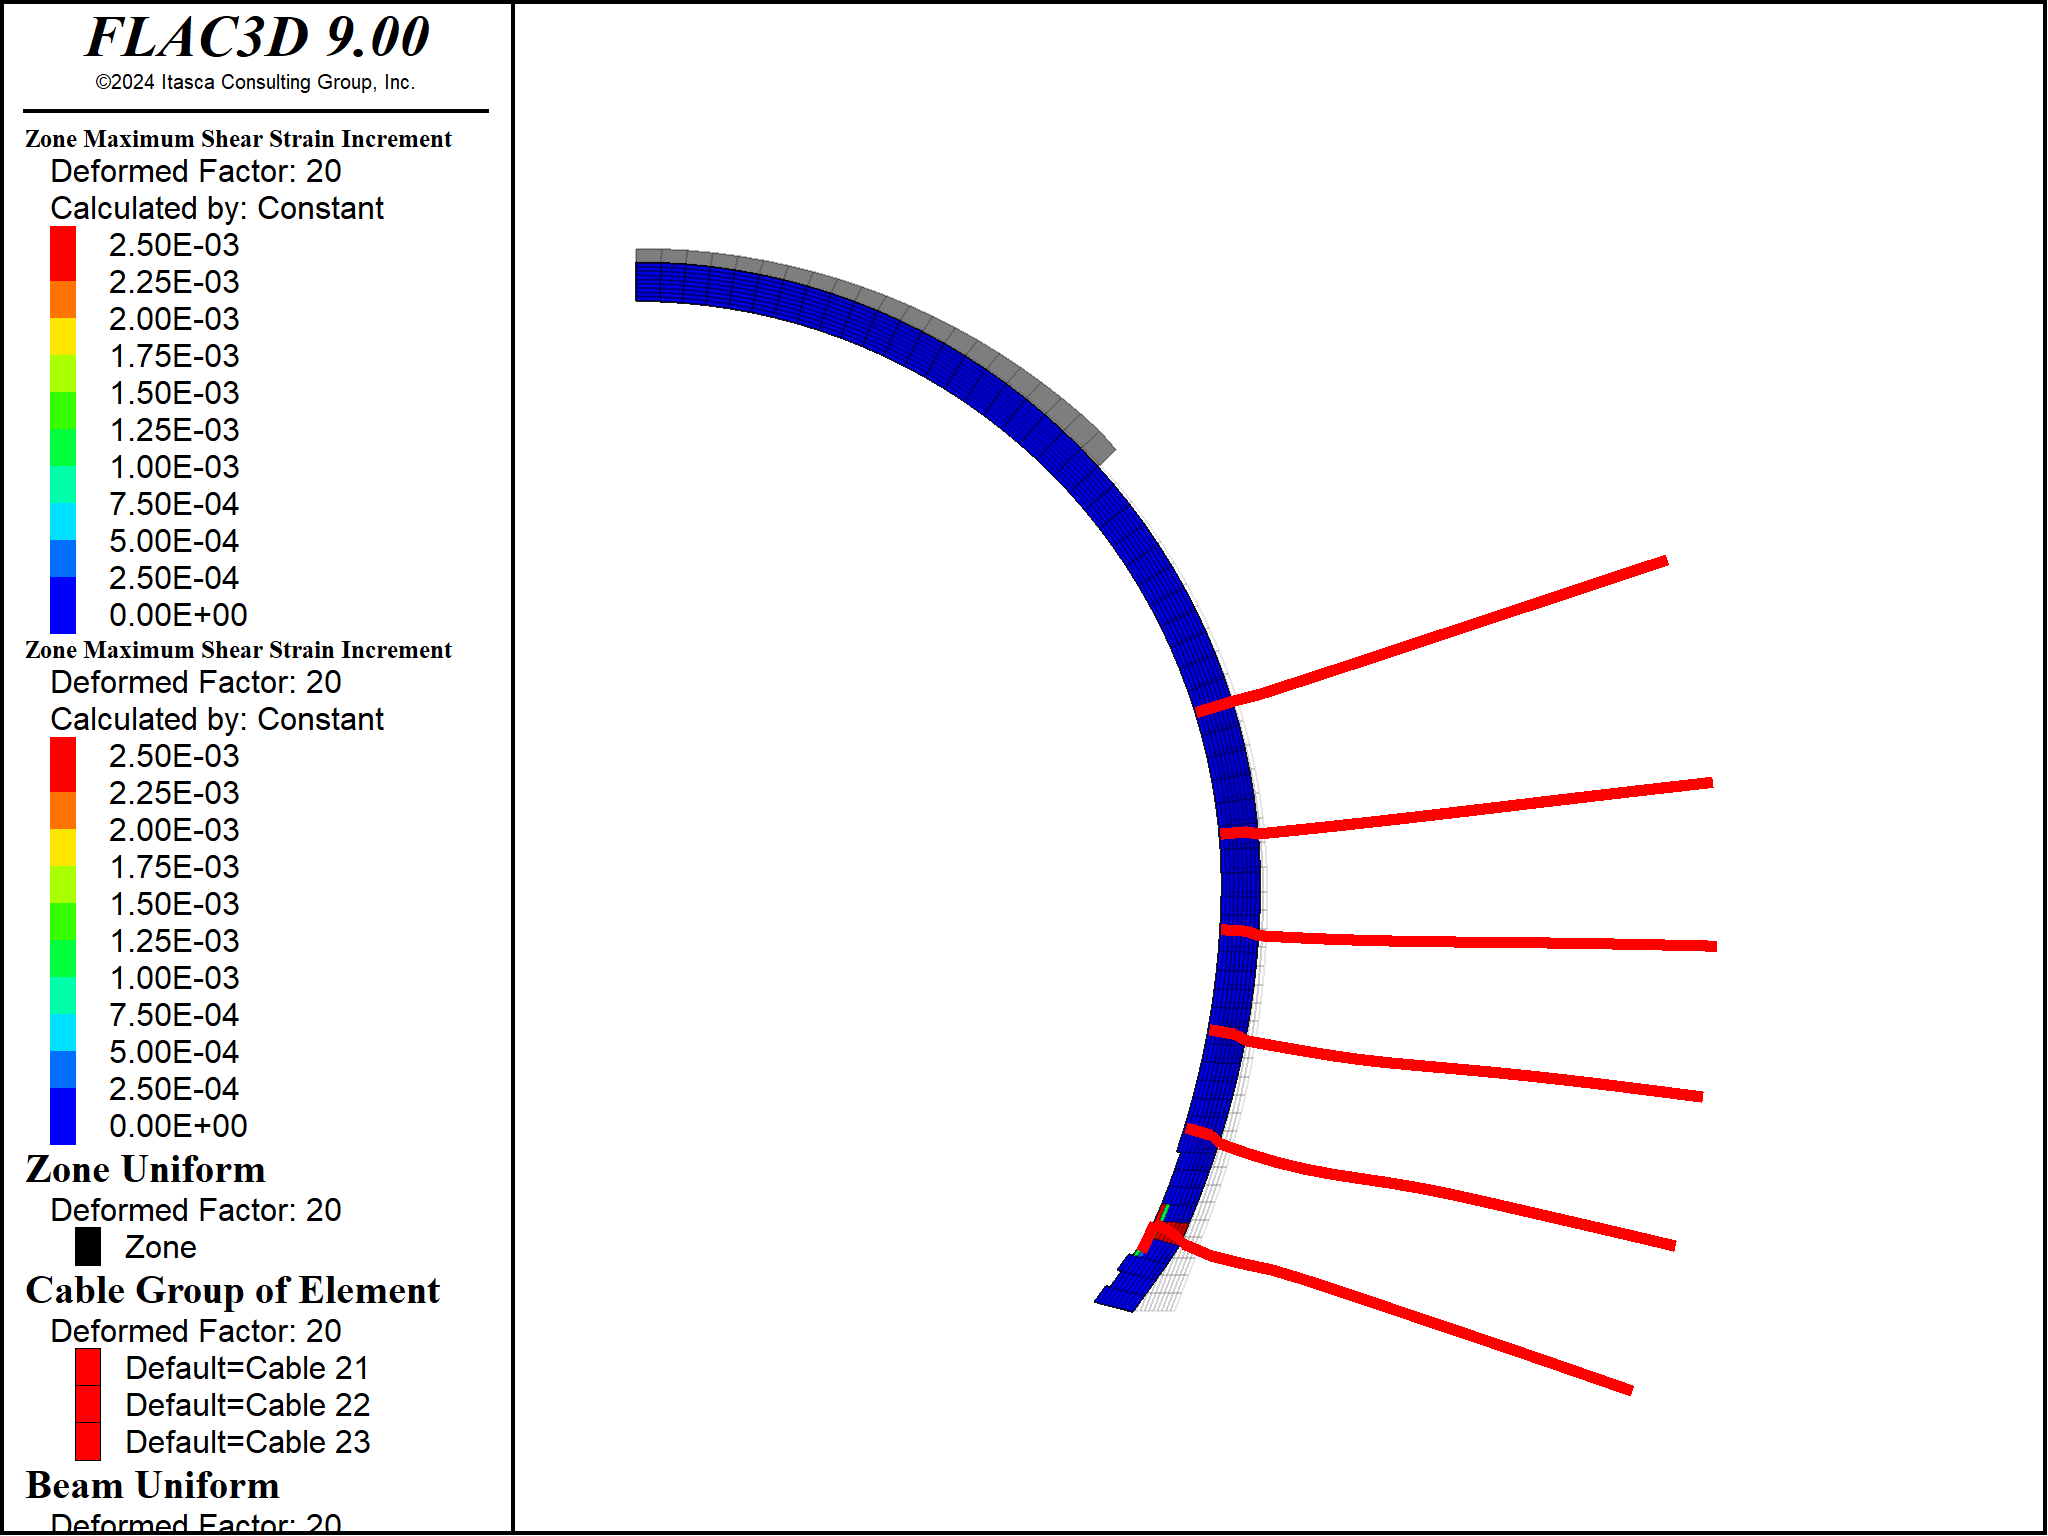 FLAC3D 9.00
©2024 Itasca Consulting Group, Inc.
Zone Maximum Shear Strain Increment
Deformed Factor: 20
Calculated by: Constant
2.50E-03
2.25E-03
2.00E-03
1.75E-03
1.50E-03
1.25E-03
1.00E-03
7.50E-04
5.00E-04
2.50E-04
0.00E+00
Zone Maximum Shear Strain Increment
Deformed Factor: 20
Calculated by: Constant
2.50E-03
2.25E-03
2.00E-03
1.75E-03
1.50E-03
1.25E-03
1.00E-03
7.50E-04
5.00E-04
2.50E-04
0.00E+00
Zone Uniform
Deformed Factor: 20
Zone
Cable Group of Element
Deformed Factor: 20
Default=Cable 21
Default=Cable 22
Default=Cable 23
Beam Uniform
Deformed Factor: 20